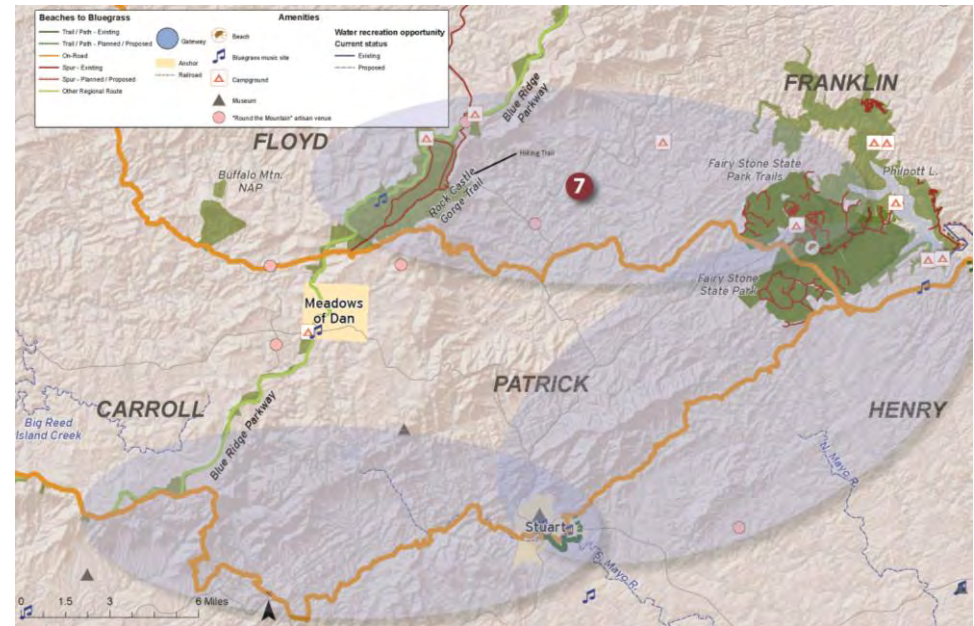 Beaches to Bluegrass
Trail / Path - Existing
Trail / Path - Planned / Proposed
On-Road
Spur - Existing
Spur - Planned / Proposed
Other Regional Route
Gateway
Anchor
Railroad
Amenities
Beach
Bluegrass music site
Campground
Museum
"Round the Mountain" artisan venue
Water recreation opportunity
Current status
Existing
Proposed
FRANKLIN
FLOYD
Blue Ridge
Parkway
Hiking Trail
Buffalo Mtn.
NAP
Rock Castle
Gorge Trail
7
Fairy Stone State
Park Trails
Philpott L.
Fairy Stone
State Park
Meadows
of Dan
PATRICK
CARROLL
HENRY
Big Reed
Island Creek
Blue Ridge Parkway
N. Mayo R.
Stuart
S. Mayo R.
0 1.5 3 6 Miles